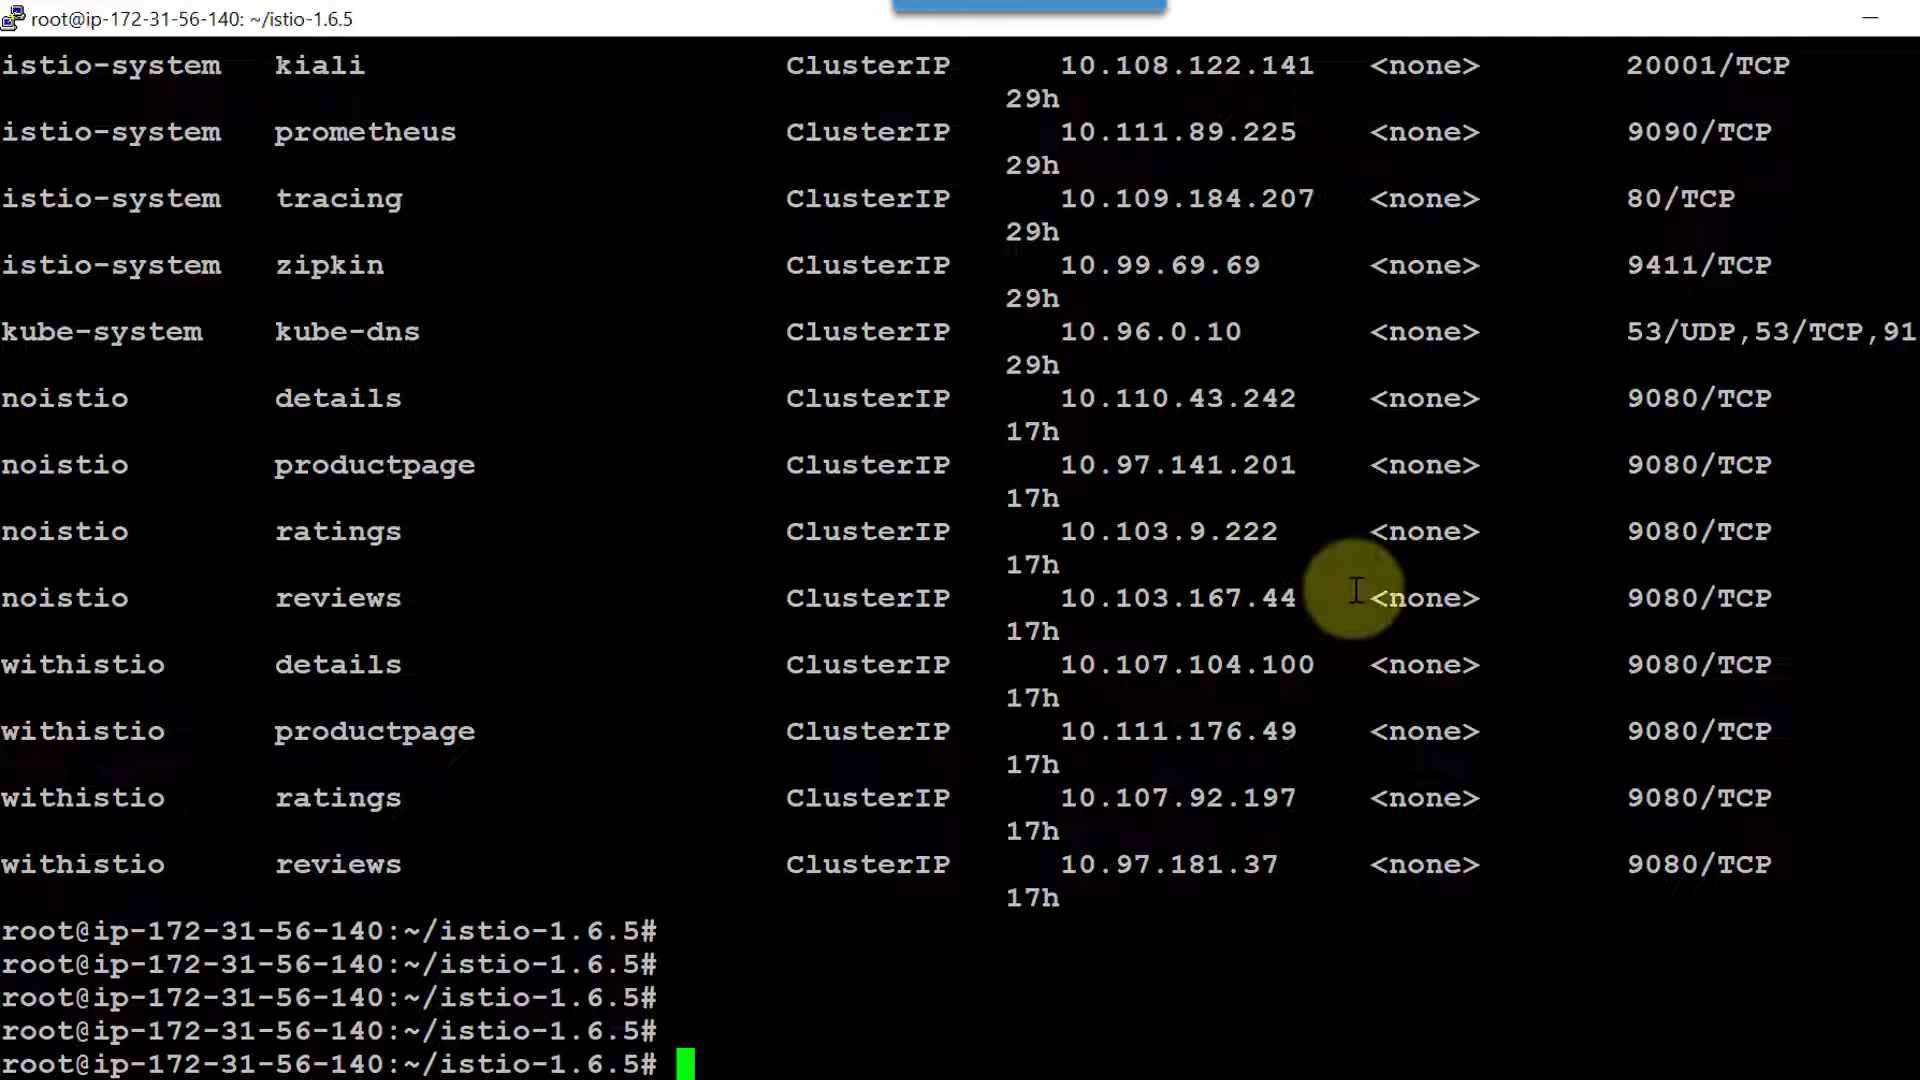 root@ip-172-31-56-140: ~/istio-1.6.5
istio-system kiali ClusterIP 10.108.122.141 <none> 20001/TCP
29h
istio-system prometheus ClusterIP 10.111.89.225 <none> 9090/TCP
29h
istio-system tracing ClusterIP 10.109.184.207 <none> 80/TCP
29h
istio-system zipkin ClusterIP 10.99.69.69 <none> 9411/TCP
29h
kube-system kube-dns ClusterIP 10.96.0.10 <none> 53/UDP,53/TCP,91
29h
noistio details ClusterIP 10.110.43.242 <none> 9080/TCP
17h
noistio productpage ClusterIP 10.97.141.201 <none> 9080/TCP
17h
noistio ratings ClusterIP 10.103.9.222 <none> 9080/TCP
17h
noistio reviews ClusterIP 10.103.167.44 <none> 9080/TCP
17h
withistio details ClusterIP 10.107.104.100 <none> 9080/TCP
17h
withistio productpage ClusterIP 10.111.176.49 <none> 9080/TCP
17h
withistio ratings ClusterIP 10.107.92.197 <none> 9080/TCP
17h
withistio reviews ClusterIP 10.97.181.37 <none> 9080/TCP
17h
root@ip-172-31-56-140:~/istio-1.6.5#
root@ip-172-31-56-140:~/istio-1.6.5#
root@ip-172-31-56-140:~/istio-1.6.5#
root@ip-172-31-56-140:~/istio-1.6.5#
root@ip-172-31-56-140:~/istio-1.6.5#